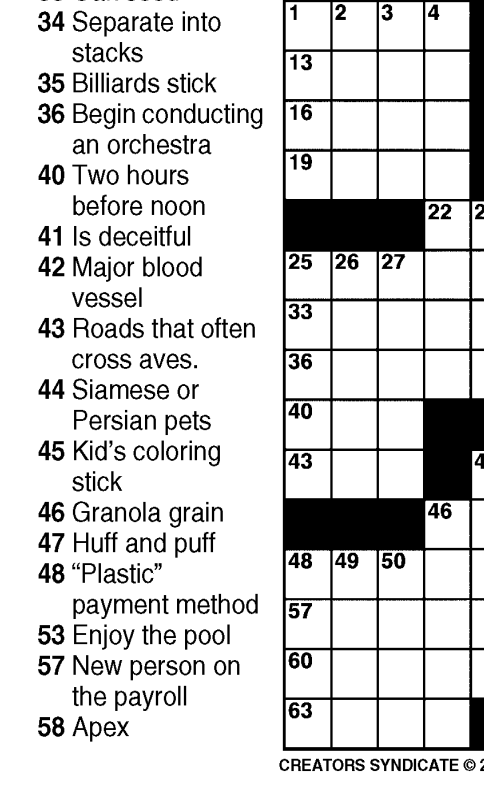 34 Separate into
stacks
35 Billiards stick
36 Begin conducting
an orchestra
40 Two hours
before noon
41 Is deceitful
42 Major blood
vessel
43 Roads that often
cross aves.
44 Siamese or
Persian pets
45 Kid's coloring
stick
46 Granola grain
47 Huff and puff
48 “Plastic”
payment method
53 Enjoy the pool
57 New person on
the payroll
58 Apex
1 2 3 4
13
16
19
22
25 26 27
33
36
40
43
46
48 49 50
57
60
63
CREATORS SYNDICATE ©